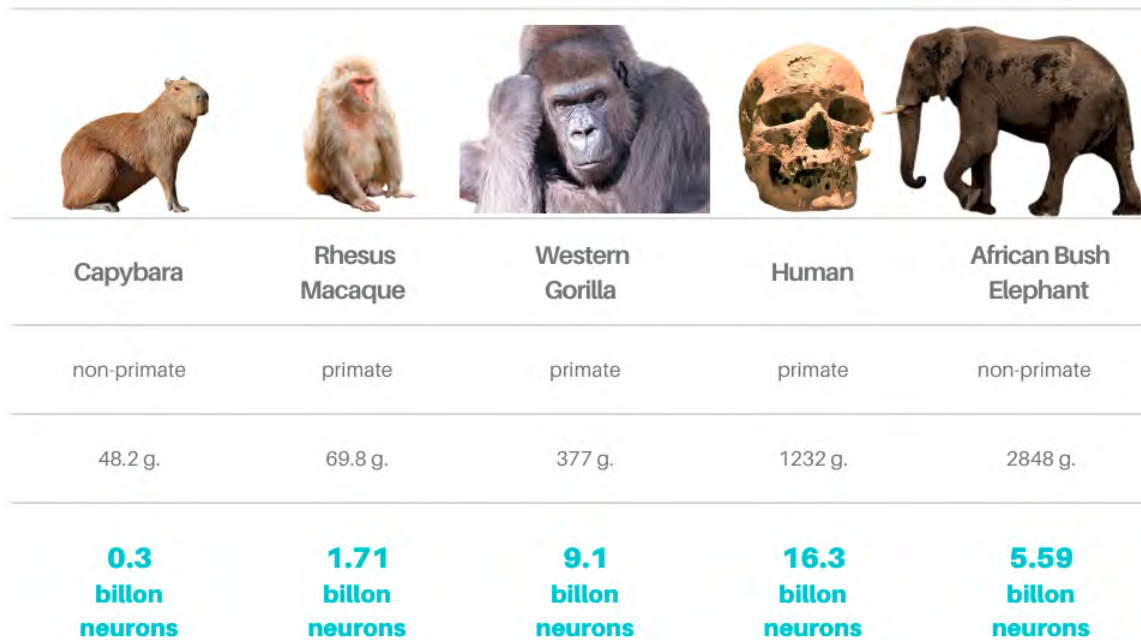 Capybara
Rhesus
Macaque
Western
Gorilla
Human
African Bush
Elephant
non-primate
primate
primate
primate
non-primate
48.2 g.
69.8 g.
377 g.
1232 g.
2848 g.
0.3
billon
neurons
1.71
billon
neurons
9.1
billon
neurons
16.3
billon
neurons
5.59
billon
neurons